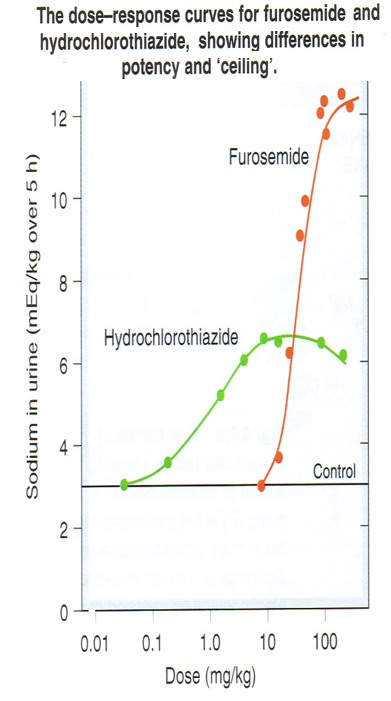 The dose–response curves for furosemide and
hydrochlorothiazide, showing differences in
potency and ‘ceiling’.
12
Furosemide
10
8
Hydrochlorothiazide
6
4
Control
2
0
Sodium in urine (mEq/kg over 5 h)
0.01 0.1 1.0 10 100
Dose (mg/kg)